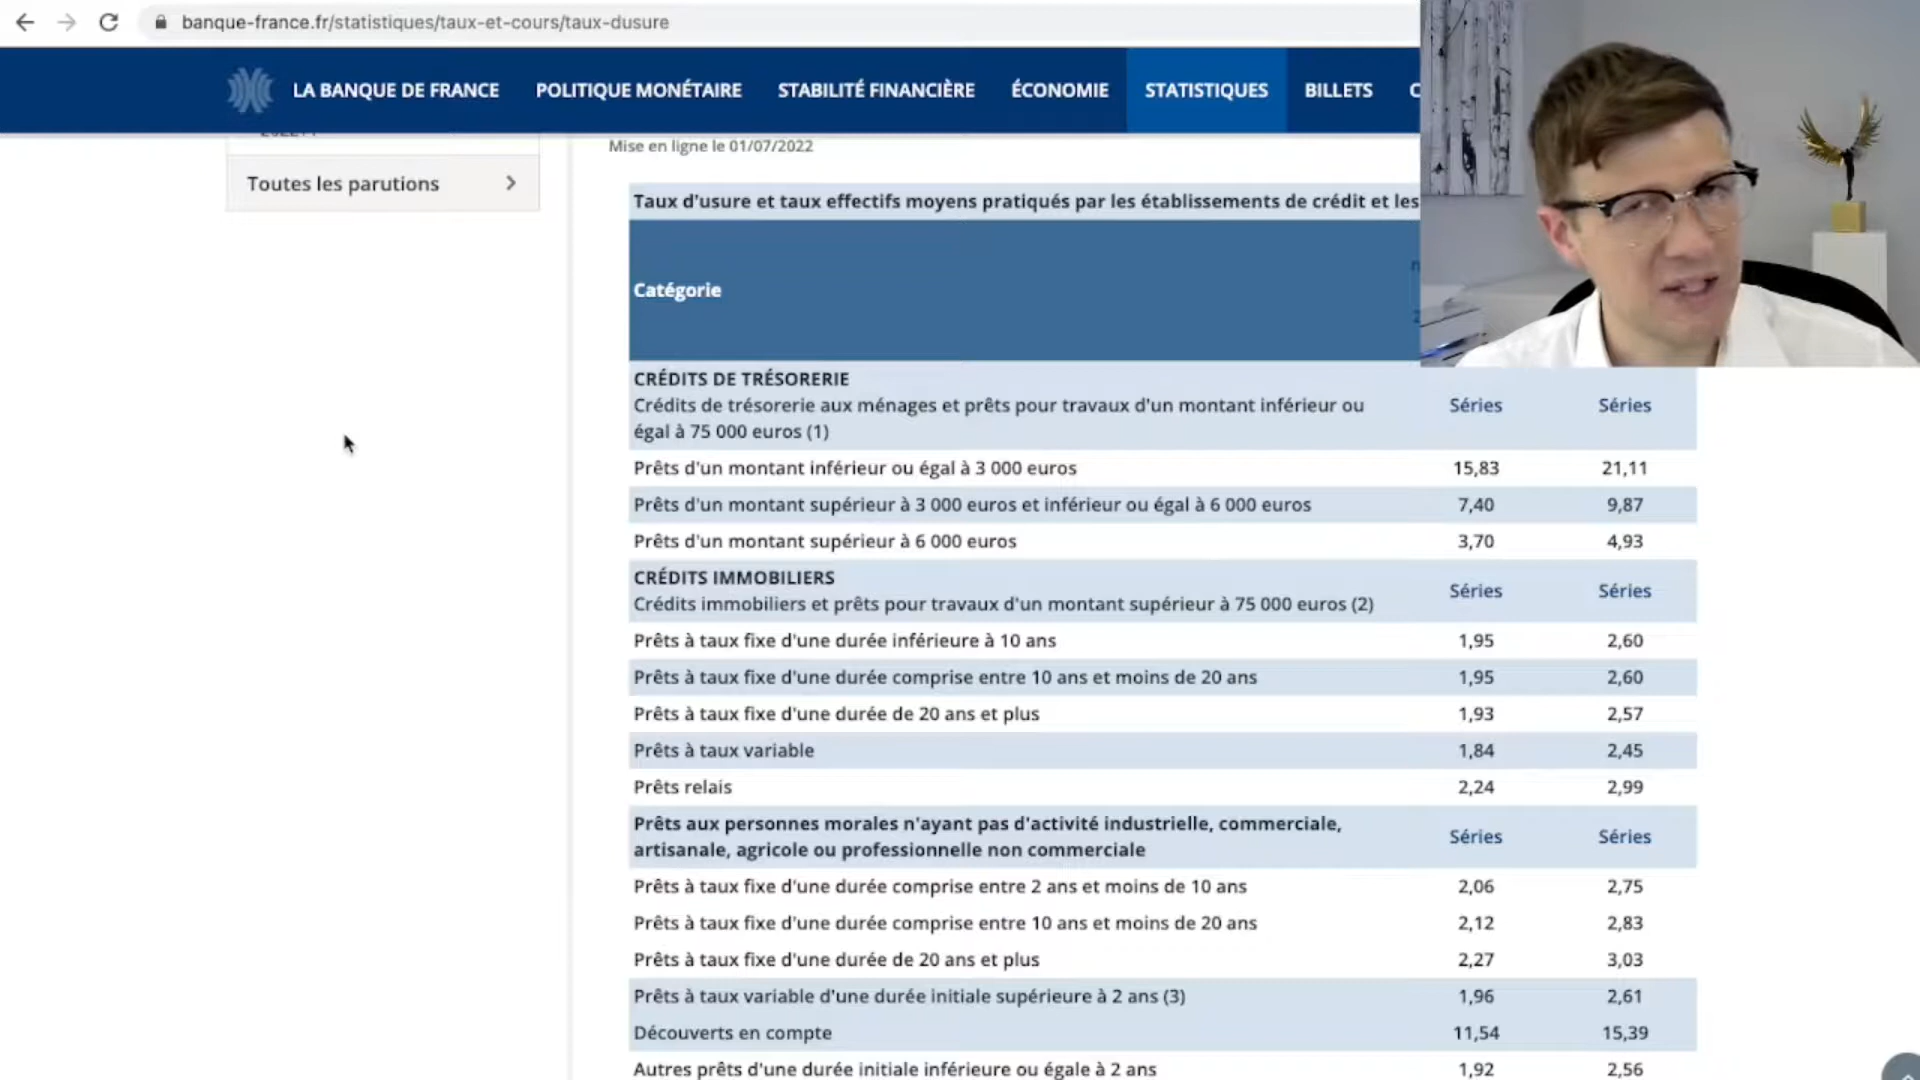 banque-france.fr/statistiques/taux-et-cours/taux-dusure
LA BANQUE DE FRANCE POLITIQUE MONÉTAIRE STABILITÉ FINANCIÈRE ÉCONOMIE STATISTIQUES BILLETS
Mise en ligne le 01/07/2022
Toutes les parutions
Taux d'usure et taux effectifs moyens pratiqués par les établissements de crédit et les
Catégorie
CRÉDITS DE TRÉSORERIE
Crédits de trésorerie aux ménages et prêts pour travaux d'un montant inférieur ou
égal à 75 000 euros (1)
Séries Séries
Prêts d'un montant inférieur ou égal à 3 000 euros 15,83 21,11
Prêts d'un montant supérieur à 3 000 euros et inférieur ou égal à 6 000 euros 7,40 9,87
Prêts d'un montant supérieur à 6 000 euros 3,70 4,93
CRÉDITS IMMOBILIERS
Crédits immobiliers et prêts pour travaux d'un montant supérieur à 75 000 euros (2)
Séries Séries
Prêts à taux fixe d'une durée inférieure à 10 ans 1,95 2,60
Prêts à taux fixe d'une durée comprise entre 10 ans et moins de 20 ans 1,95 2,60
Prêts à taux fixe d'une durée de 20 ans et plus 1,93 2,57
Prêts à taux variable 1,84 2,45
Prêts relais 2,24 2,99
Prêts aux personnes morales n'ayant pas d'activité industrielle, commerciale,
artisanale, agricole ou professionnelle non commerciale
Séries Séries
Prêts à taux fixe d'une durée comprise entre 2 ans et moins de 10 ans 2,06 2,75
Prêts à taux fixe d'une durée comprise entre 10 ans et moins de 20 ans 2,12 2,83
Prêts à taux fixe d'une durée de 20 ans et plus 2,27 3,03
Prêts à taux variable d'une durée initiale supérieure à 2 ans (3) 1,96 2,61
Découverts en compte 11,54 15,39
Autres prêts d'une durée initiale inférieure ou égale à 2 ans 1,92 2,56